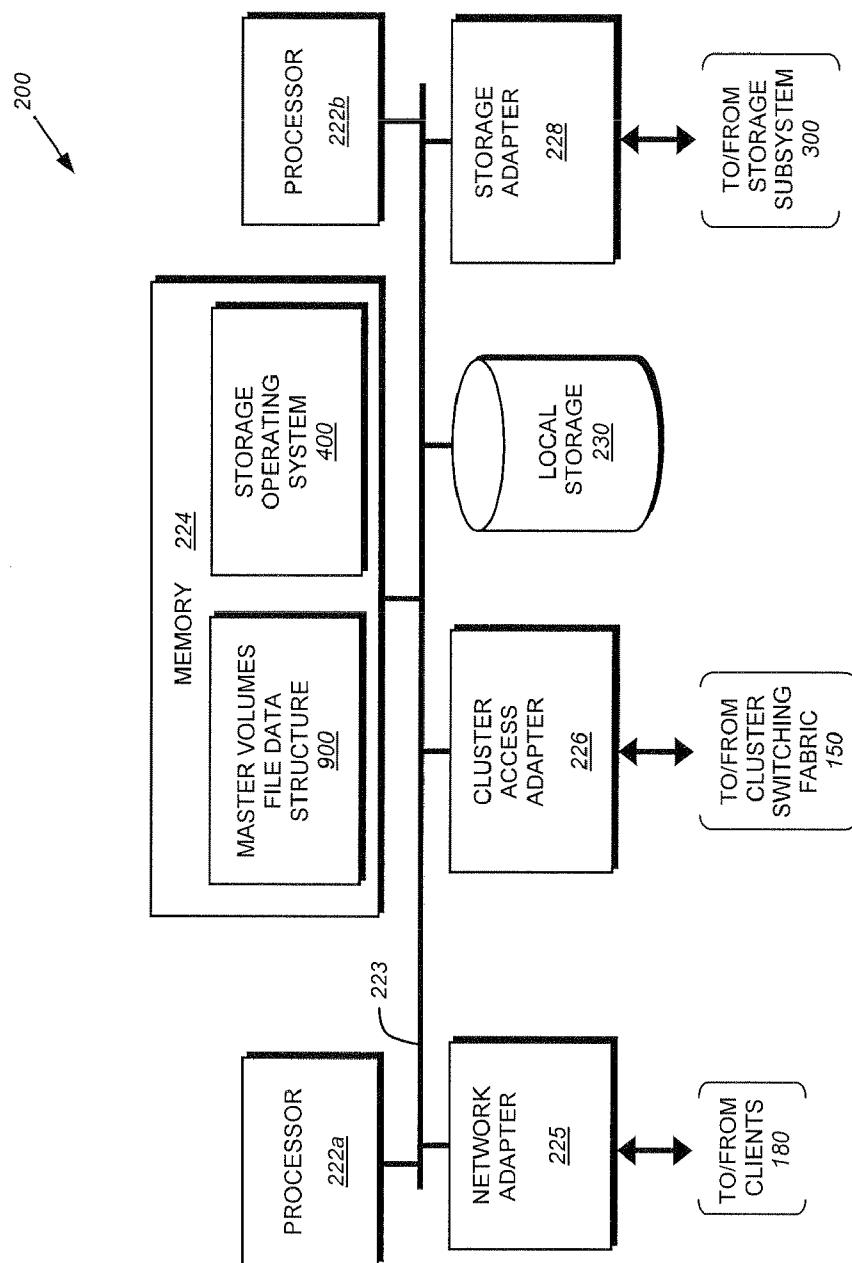 200
PROCESSOR
222a
MEMORY 224
MASTER VOLUMES
FILE DATA
STRUCTURE
900
STORAGE
OPERATING
SYSTEM
400
PROCESSOR
222b
223
NETWORK
ADAPTER
225
CLUSTER
ACCESS
ADAPTER
226
LOCAL
STORAGE
230
STORAGE
ADAPTER
228
TO/FROM
CLIENTS
180
TO/FROM
CLUSTER
SWITCHING
FABRIC
150
TO/FROM
STORAGE
SUBSYSTEM
300